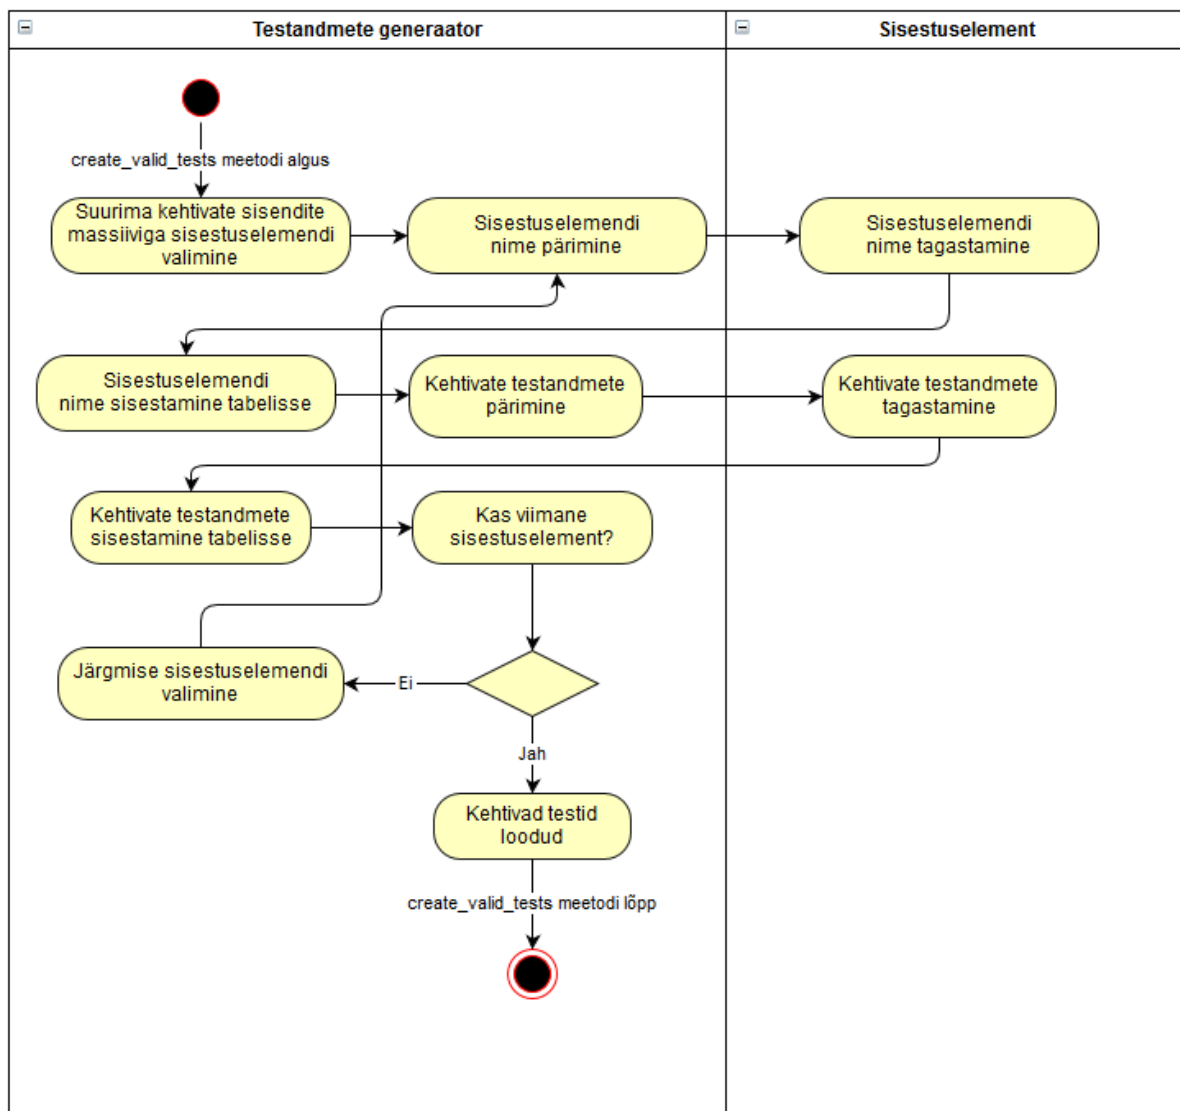 Testandmete generaator
Sisestuselement
create_valid_tests meetodi algus
Suurima kehtivate sisendite
massiiviga sisestuselemendi
valimine
Sisestuselemendi
nime pärimine
Sisestuselemendi
nime tagastamine
Sisestuselemendi
nime sisestamine tabelisse
Kehtivate testandmete
pärimine
Kehtivate testandmete
tagastamine
Kehtivate testandmete
sisestamine tabelisse
Kas viimane
sisestuselement?
Järgmise sisestuselemendi
valimine
Ei
Jah
Kehtivad testid
loodud
create_valid_tests meetodi lõpp